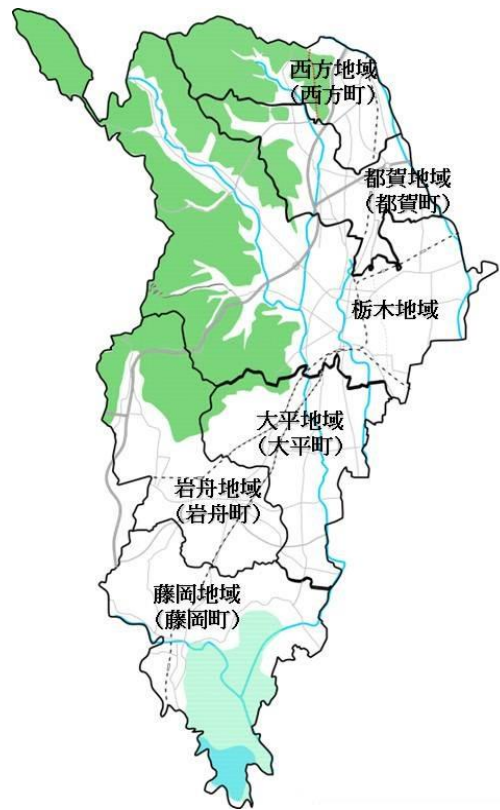 西方地域
（西方町）
都賀地域
（都賀町）
栃木地域
大平地域
（大平町）
岩舟地域
（岩舟町）
藤岡地域
（藤岡町）